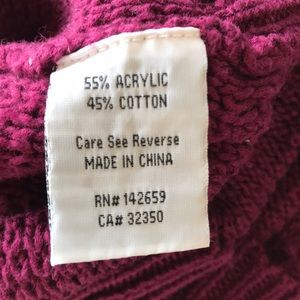 55% ACRYLIC
45% COTTON
Care See Reverse
MADE IN CHINA
RN# 142659
CA# 32350